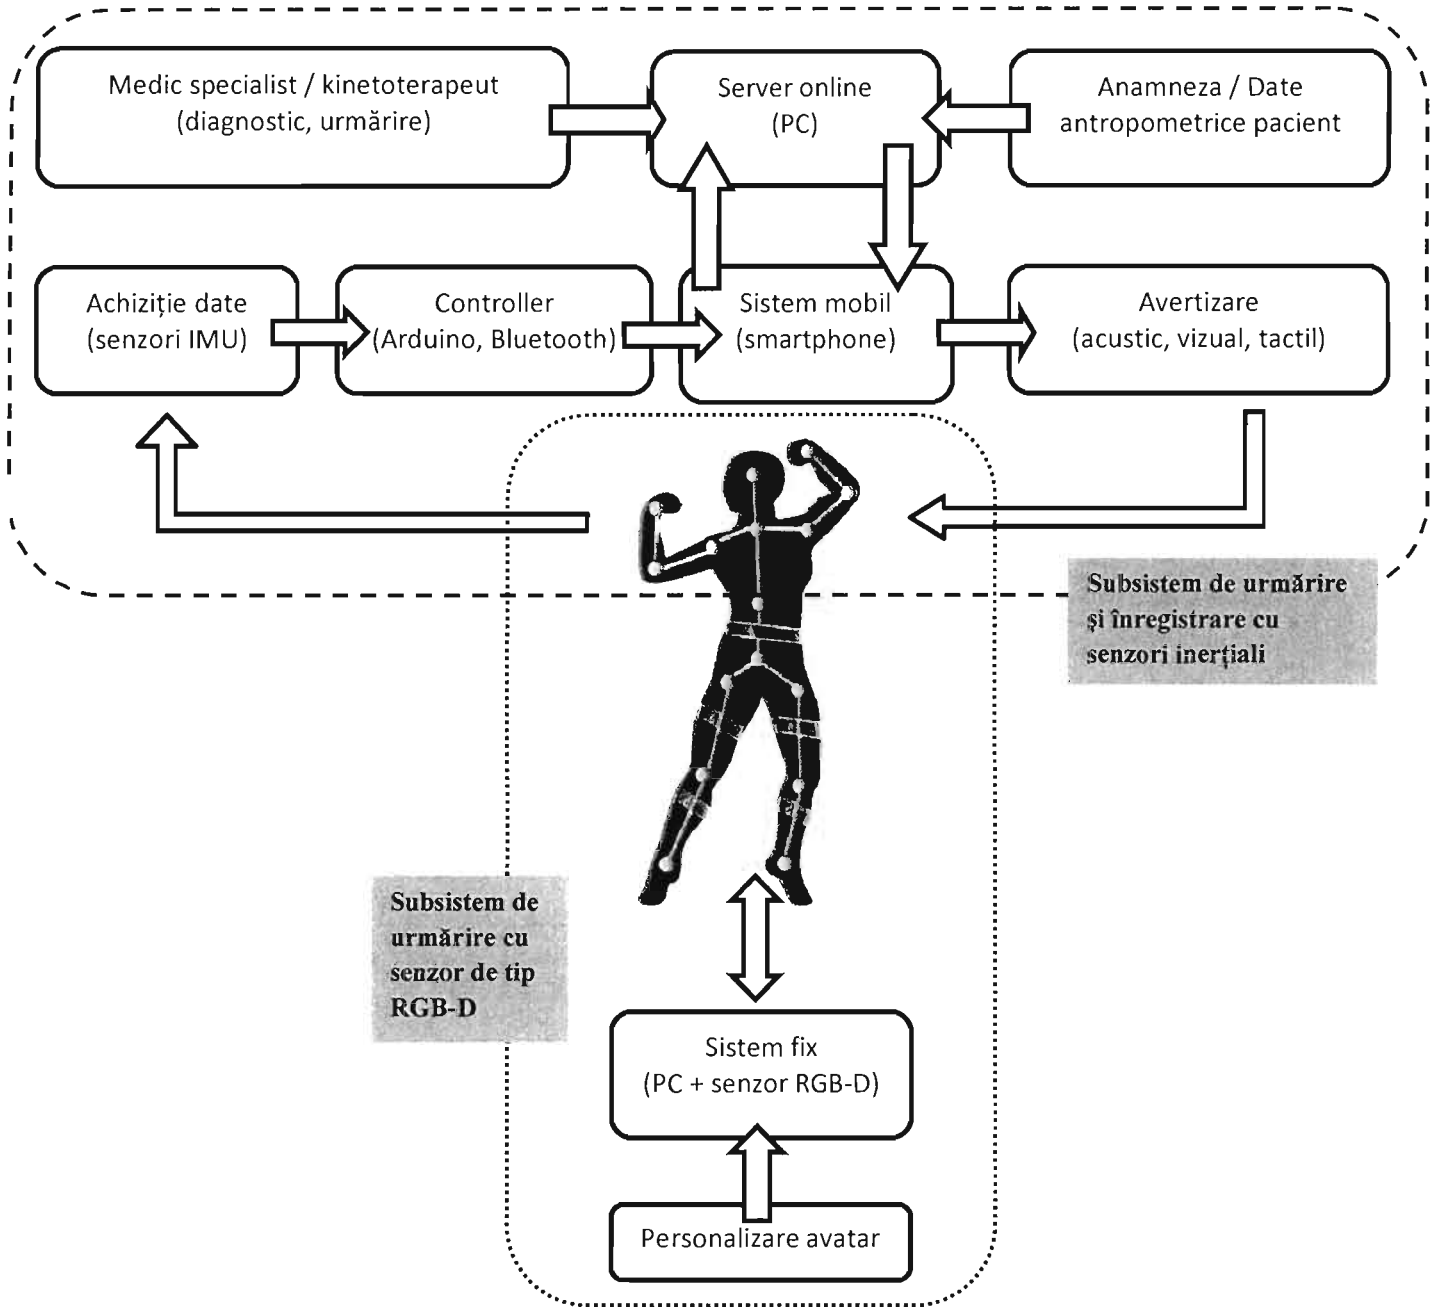 Medic specialist / kinetoterapeut
(diagnostic, urmărire)
Server online
(PC)
Anamneza / Date
antropometrice pacient
Achiziție date
(senzori IMU)
Controller
(Arduino, Bluetooth)
Sistem mobil
(smartphone)
Avertizare
(acustic, vizual, tactil)
Subsistem de urmărire
și înregistrare cu
senzori inerțiali
Subsistem de
urmărire cu
senzor de tip
RGB-D
Sistem fix
(PC + senzor RGB-D)
Personalizare avatar